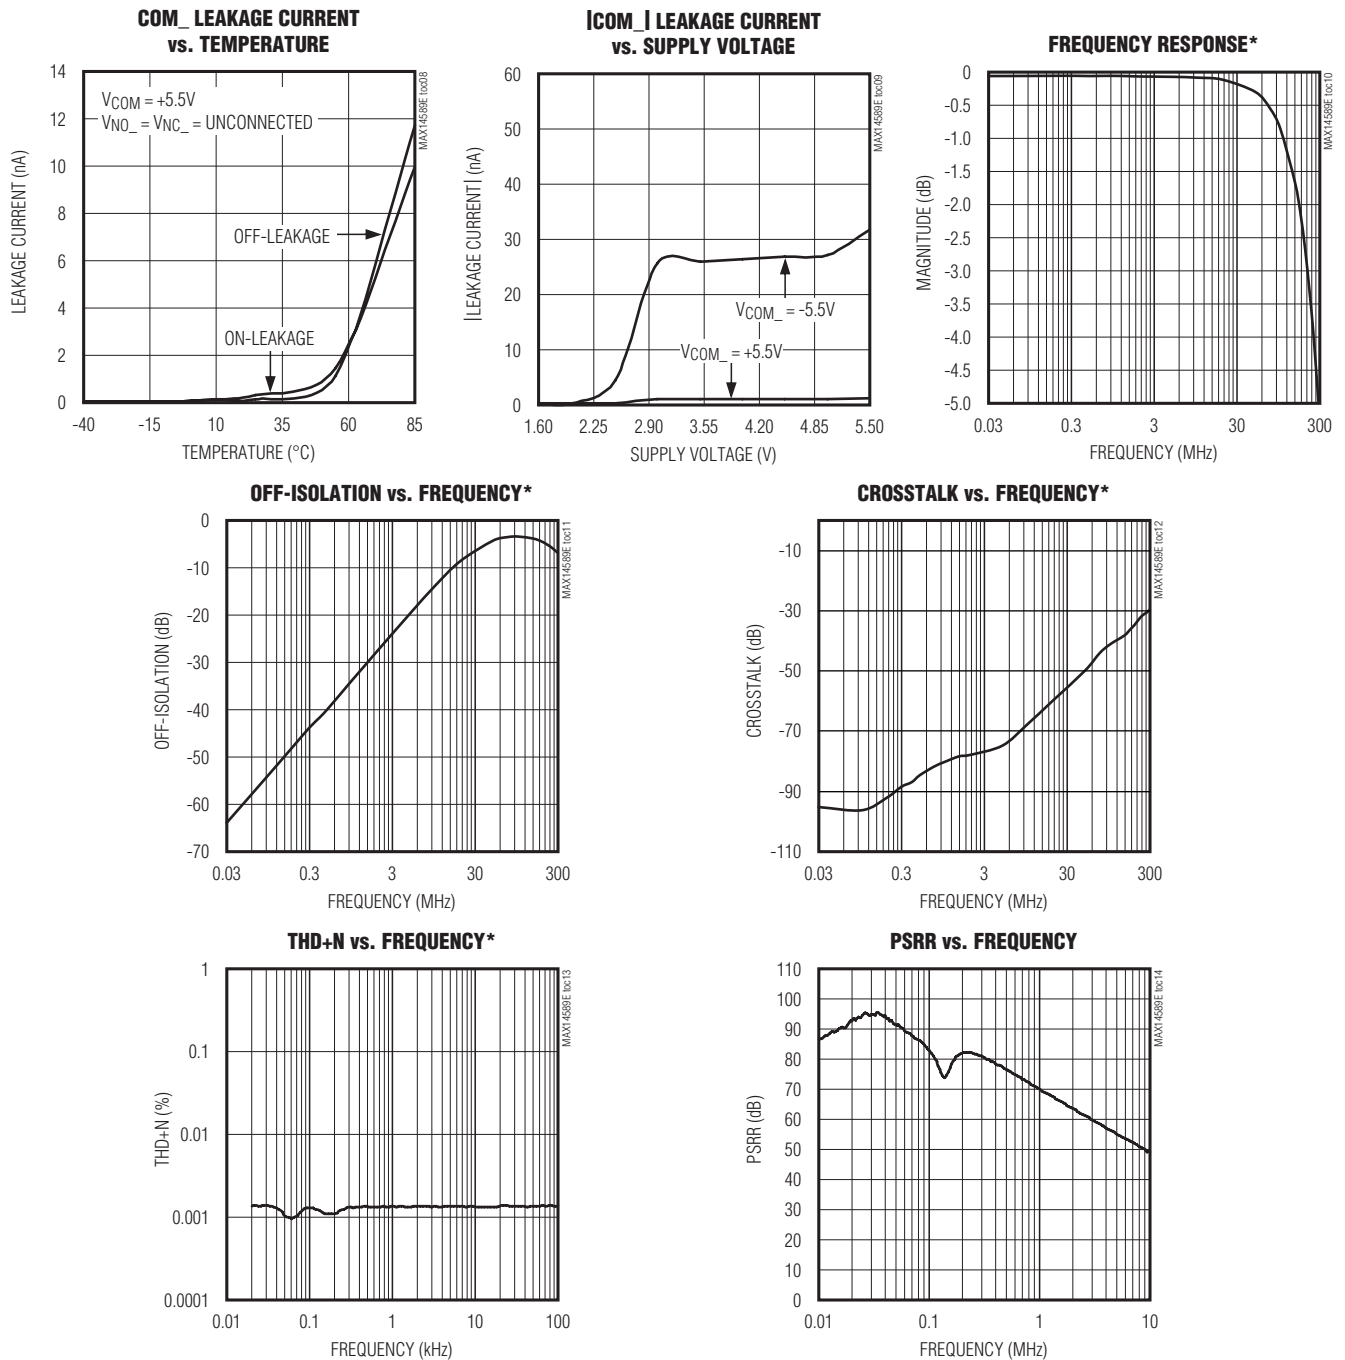 COM_ LEAKAGE CURRENT
vs. TEMPERATURE
14
12
10
8
6
4
2
0
LEAKAGE CURRENT (nA)
VCOM = +5.5V
VNO_ = VNC_ = UNCONNECTED
OFF-LEAKAGE
ON-LEAKAGE
-40 -15 10 35 60 85
TEMPERATURE (°C)
MAX14589E toc08
|COM_| LEAKAGE CURRENT
vs. SUPPLY VOLTAGE
60
50
40
30
20
10
0
|LEAKAGE CURRENT| (nA)
VCOM_ = -5.5V
VCOM_ = +5.5V
1.60 2.25 2.90 3.55 4.20 4.85 5.50
SUPPLY VOLTAGE (V)
MAX14589E toc09
FREQUENCY RESPONSE*
0
-0.5
-1.0
-1.5
-2.0
-2.5
-3.0
-3.5
-4.0
-4.5
-5.0
MAGNITUDE (dB)
0.03 0.3 3 30 300
FREQUENCY (MHz)
MAX14589E toc10
OFF-ISOLATION vs. FREQUENCY*
0
-10
-20
-30
-40
-50
-60
-70
OFF-ISOLATION (dB)
0.03 0.3 3 30 300
FREQUENCY (MHz)
MAX14589E toc11
CROSSTALK vs. FREQUENCY*
-10
-30
-50
-70
-90
-110
CROSSTALK (dB)
0.03 0.3 3 30 300
FREQUENCY (MHz)
MAX14589E toc12
THD+N vs. FREQUENCY*
1
0.1
0.01
0.001
0.0001
THD+N (%)
0.01 0.1 1 10 100
FREQUENCY (kHz)
MAX14589E toc13
PSRR vs. FREQUENCY
110
100
90
80
70
60
50
40
30
20
10
0
PSRR (dB)
0.01 0.1 1 10
FREQUENCY (MHz)
MAX14589E toc14